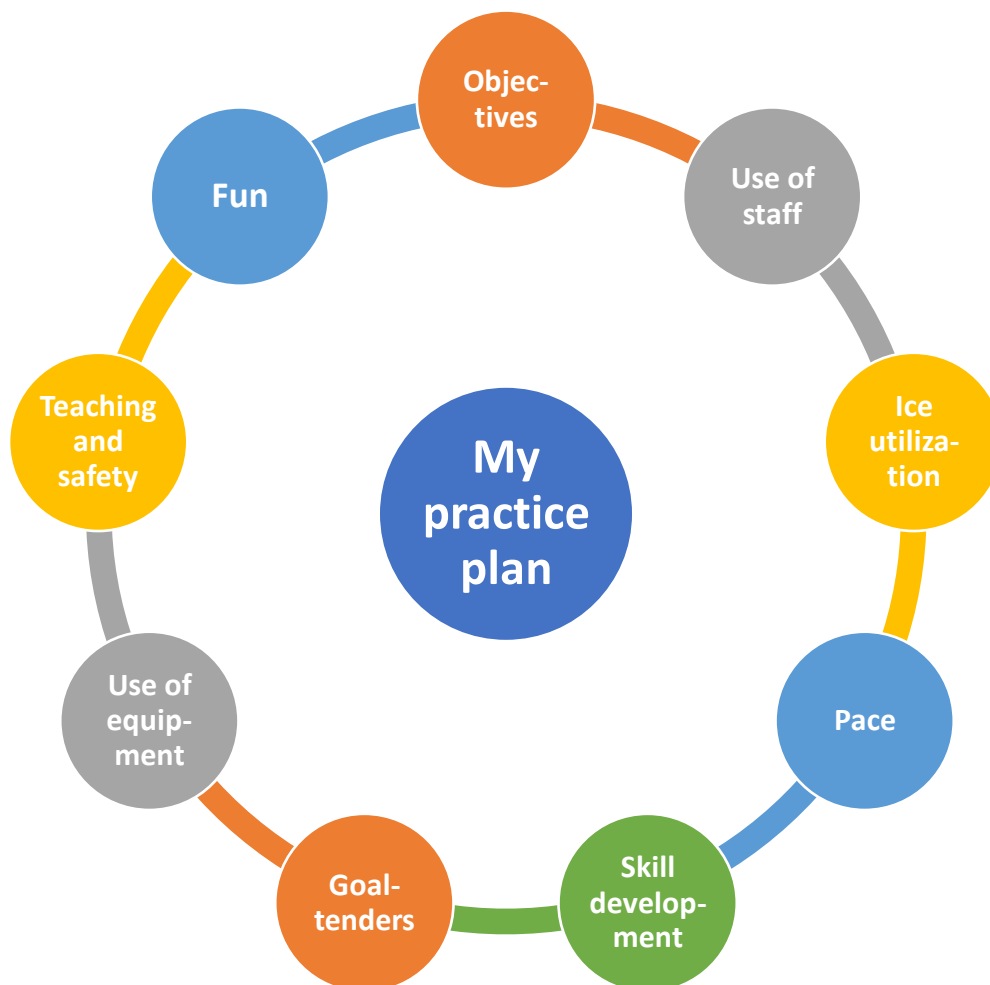 Objec-
tives
Use of
staff
Ice
utiliza-
tion
Pace
Skill
develop-
ment
Goal-
tenders
Use of
equip-
ment
Teaching
and
safety
Fun
My
practice
plan